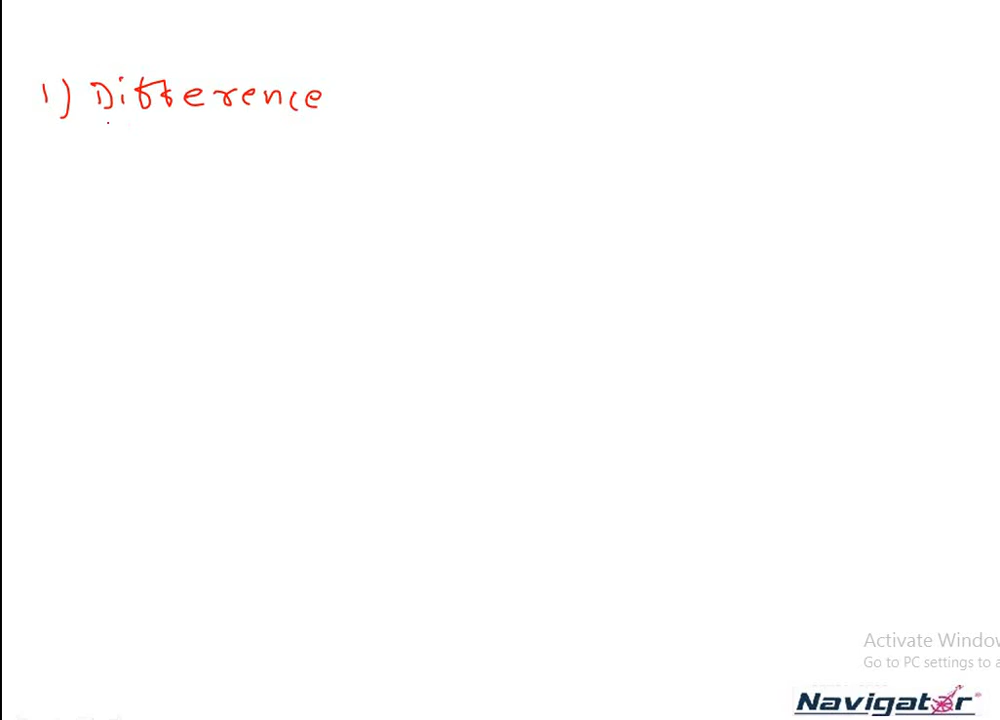 1) Difference
Activate Window
Go to PC settings to a
Navigator